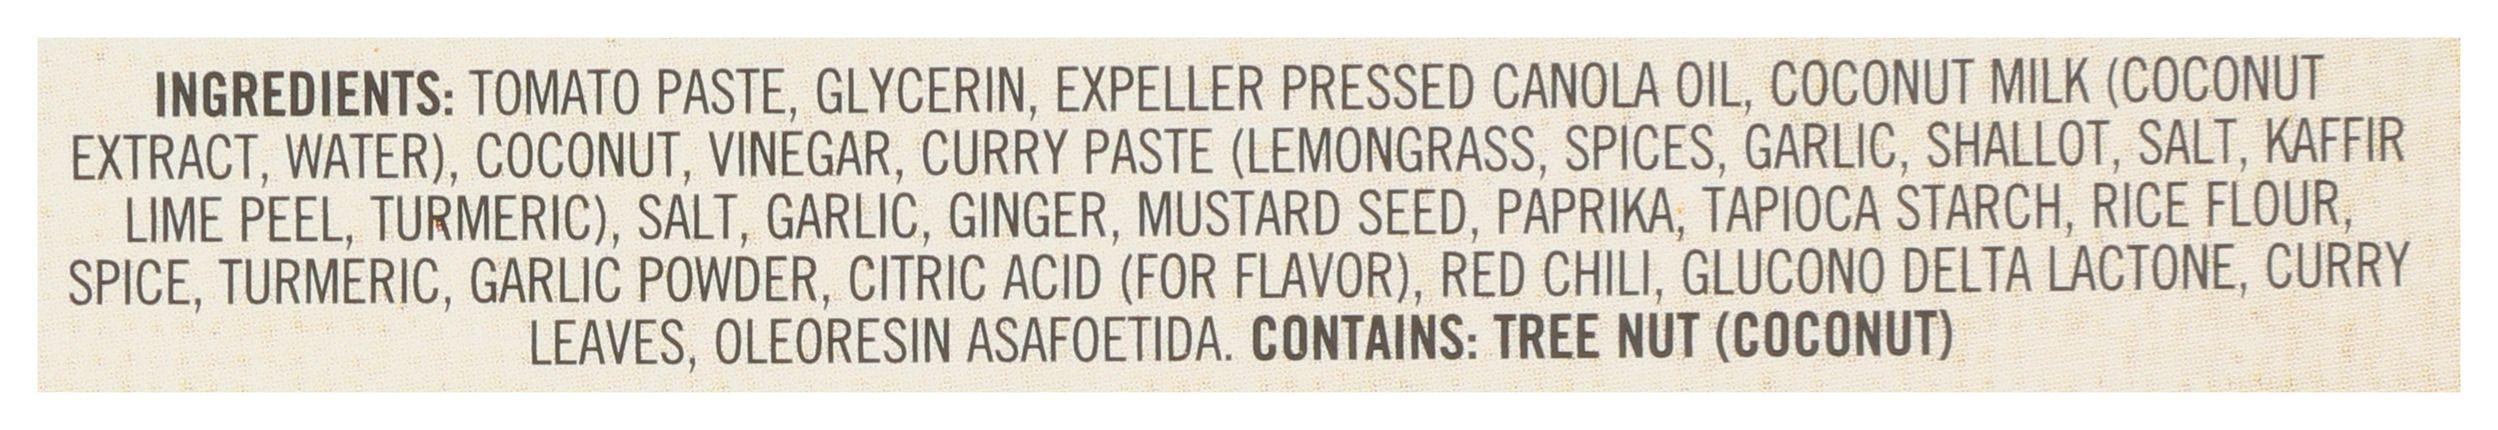 INGREDIENTS: TOMATO PASTE, GLYCERIN, EXPELLER PRESSED CANOLA OIL, COCONUT MILK (COCONUT
EXTRACT, WATER), COCONUT, VINEGAR, CURRY PASTE (LEMONGRASS, SPICES, GARLIC, SHALLOT, SALT, KAFFIR
LIME PEEL, TURMERIC), SALT, GARLIC, GINGER, MUSTARD SEED, PAPRIKA, TAPIOCA STARCH, RICE FLOUR,
SPICE, TURMERIC, GARLIC POWDER, CITRIC ACID (FOR FLAVOR), RED CHILI, GLUCONO DELTA LACTONE, CURRY
LEAVES, OLEORESIN ASAFOETIDA. CONTAINS: TREE NUT (COCONUT)